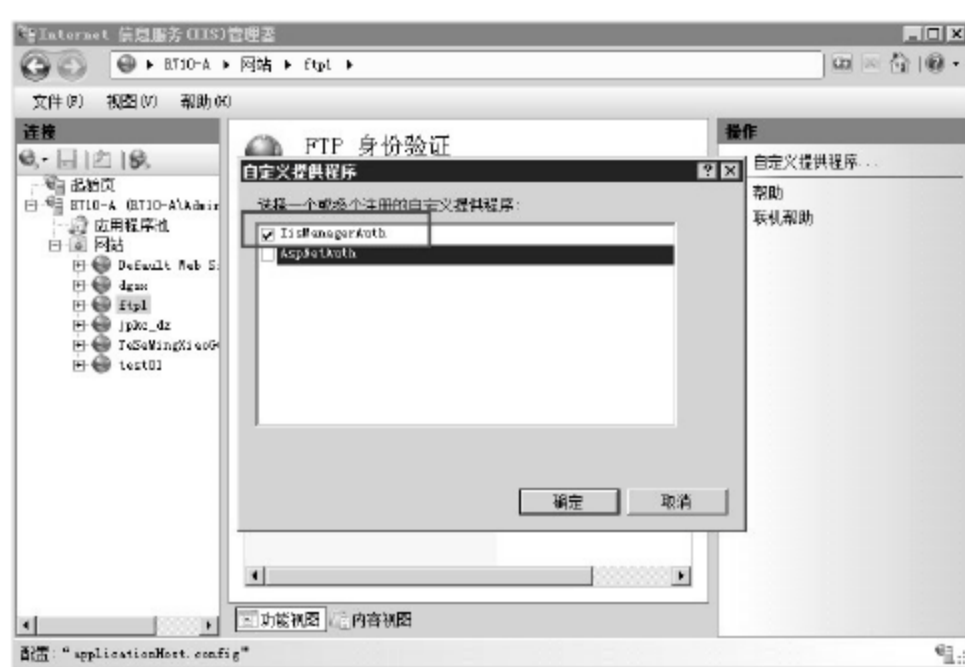 Internet 信息服务(IIS)管理器
BT10-A ▸ 网站 ▸ ftp1 ▸
文件(F) 视图(V) 帮助(H)
连接
起始页
BT10-A (BT10-A\Admin
应用程序池
网站
Default Web S
dgsx
ftp1
jpkc_dz
TeSeMingXiaoG
test01
FTP 身份验证
自定义提供程序
选择一个或多个注册的自定义提供程序:
IisManagerAuth
AspNetAuth
确定 取消
功能视图 内容视图
操作
自定义提供程序...
帮助
联机帮助
配置:“applicationHost.config”